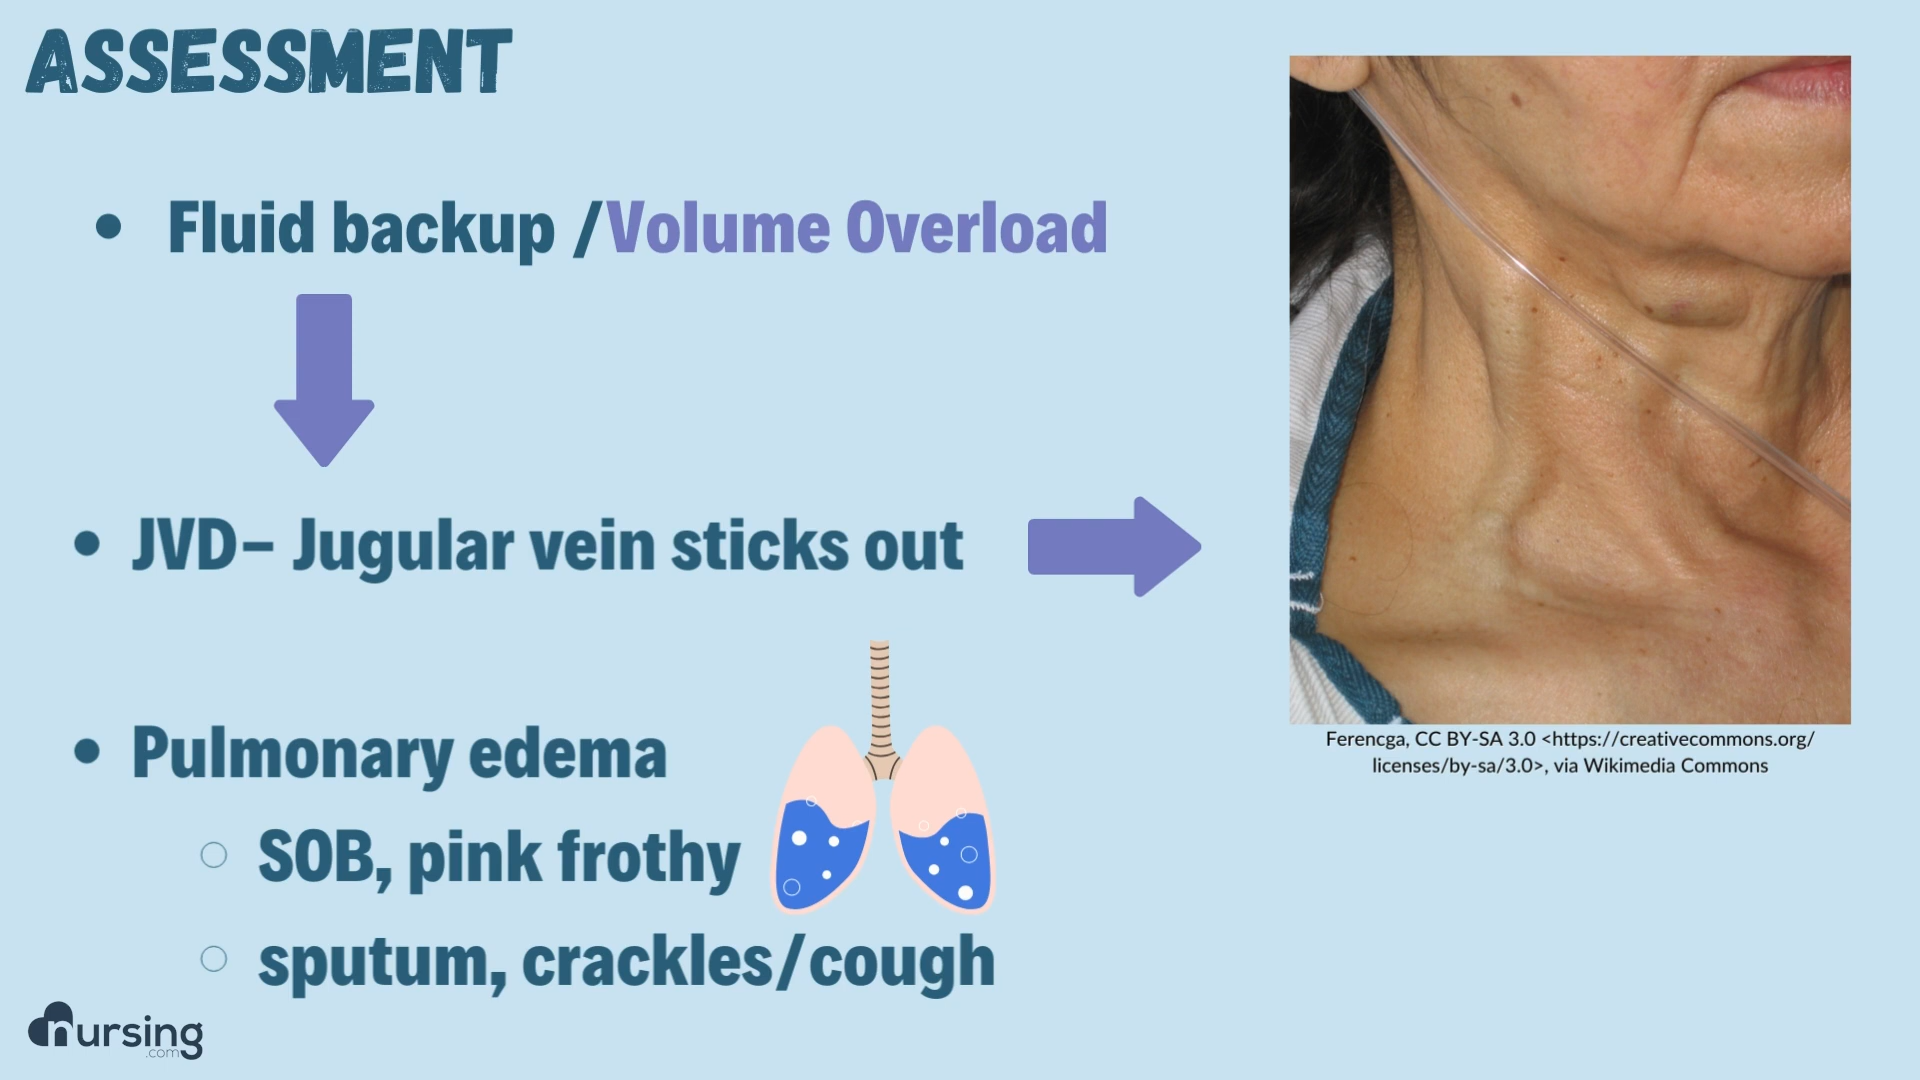 ASSESSMENT
Fluid backup /Volume Overload
JVD– Jugular vein sticks out
Pulmonary edema
SOB, pink frothy
sputum, crackles/cough
Ferencga, CC BY-SA 3.0 <https://creativecommons.org/
licenses/by-sa/3.0>, via Wikimedia Commons
nursing
.com